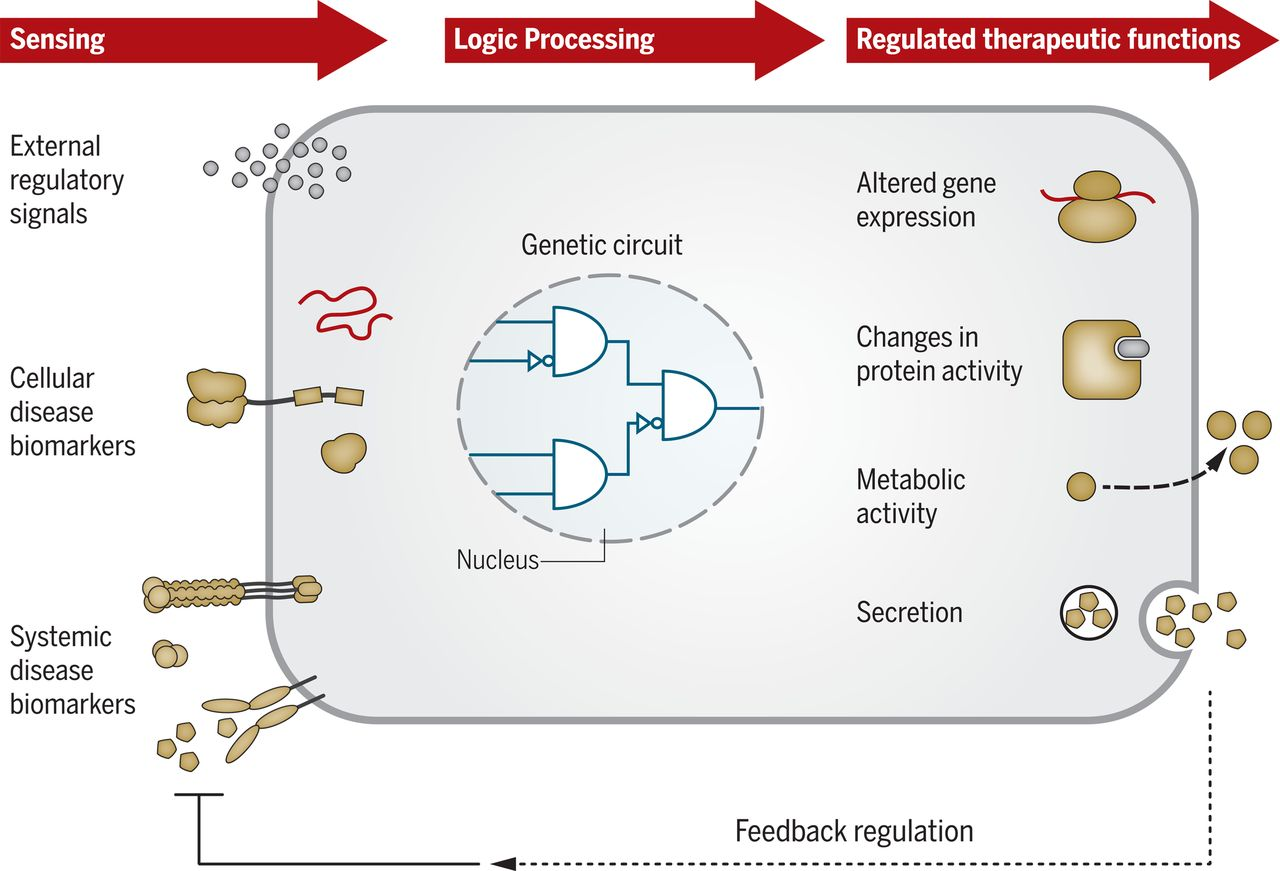 Sensing
Logic Processing
Regulated therapeutic functions
External
regulatory
signals
Cellular
disease
biomarkers
Systemic
disease
biomarkers
Genetic circuit
Nucleus
Altered gene
expression
Changes in
protein activity
Metabolic
activity
Secretion
Feedback regulation